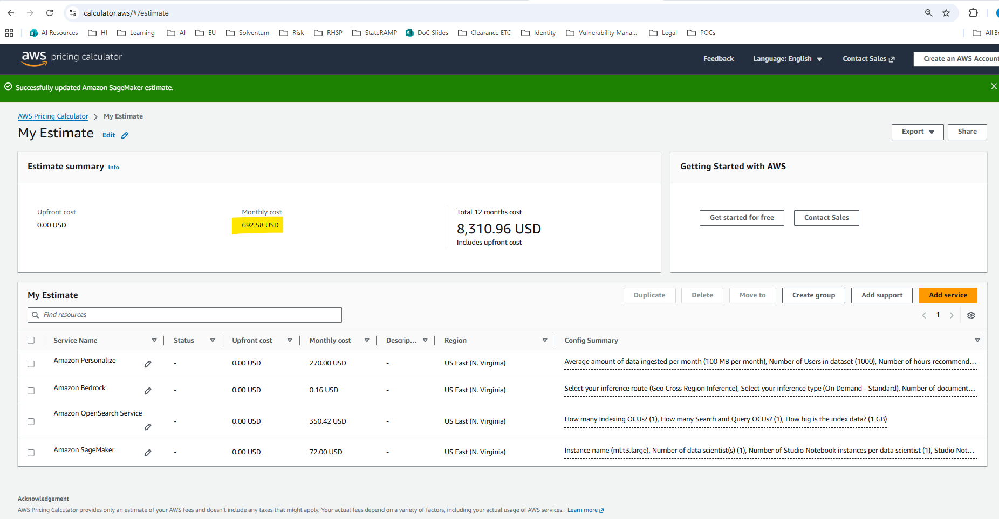 calculator.aws/#/estimate
AI Resources HI Learning AI EU Solventum Risk RHSP StateRAMP DoC Slides Clearance ETC Identity Vulnerability Mana... Legal POCs All Bo
aws pricing calculator Feedback Language: English Contact Sales Create an AWS Account
Successfully updated Amazon SageMaker estimate.
AWS Pricing Calculator My Estimate
My Estimate Edit Export Share
Estimate summary Info
Upfront cost
0.00 USD
Monthly cost
692.58 USD
Total 12 months cost
8,310.96 USD
Includes upfront cost
Getting Started with AWS
Get started for free Contact Sales
My Estimate Duplicate Delete Move to Create group Add support Add service
Find resources 1
Service Name Status Upfront cost Monthly cost Descrip... Region Config Summary
Amazon Personalize - 0.00 USD 270.00 USD - US East (N. Virginia) Average amount of data ingested per month (100 MB per month), Number of Users in dataset (1000), Number of hours recommend...
Amazon Bedrock - 0.00 USD 0.16 USD - US East (N. Virginia) Select your inference route (Geo Cross Region Inference), Select your inference type (On Demand - Standard), Number of document...
Amazon OpenSearch Service - 0.00 USD 350.42 USD - US East (N. Virginia) How many Indexing OCUs? (1), How many Search and Query OCUs? (1), How big is the index data? (1 GB)
Amazon SageMaker - 0.00 USD 72.00 USD - US East (N. Virginia) Instance name (ml.t3.large), Number of data scientist(s) (1), Number of Studio Notebook instances per data scientist (1), Studio Not...
Acknowledgement
AWS Pricing Calculator provides only an estimate of your AWS fees and doesn't include any taxes that might apply. Your actual fees depend on a variety of factors, including your actual usage of AWS services. Learn more